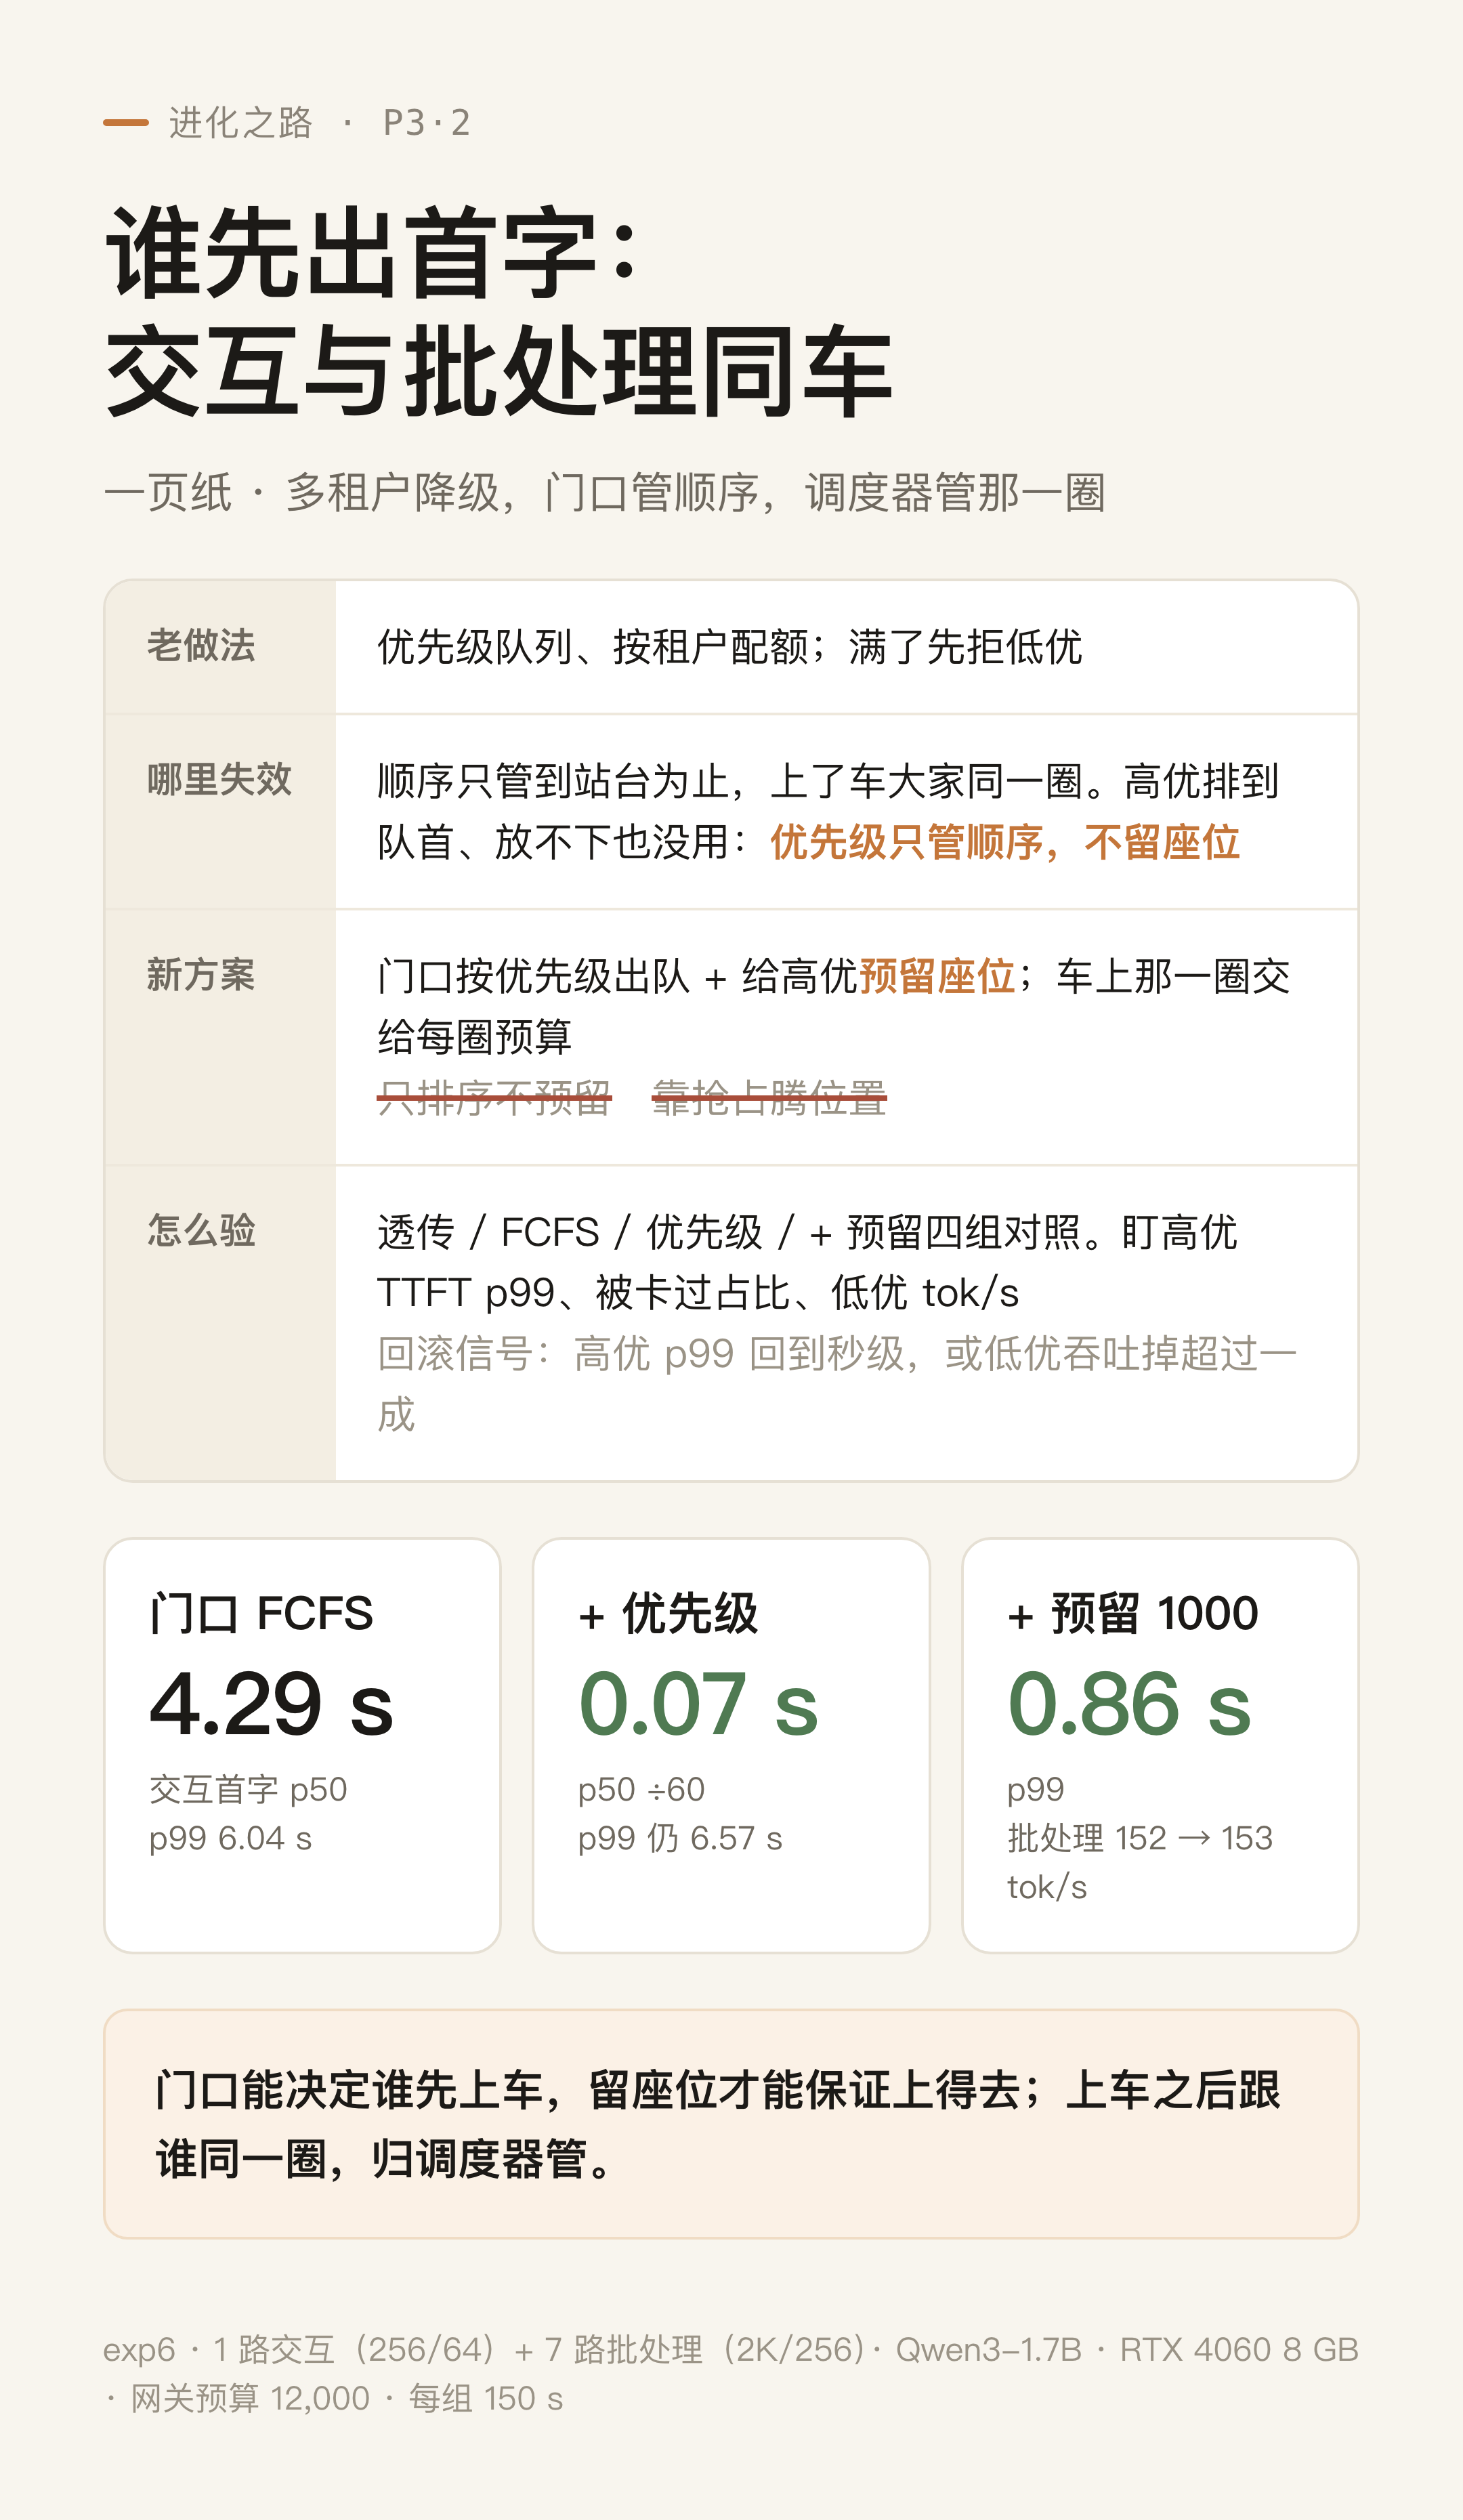 进化之路 · P3·2
谁先出首字：
交互与批处理同车
一页纸 · 多租户降级，门口管顺序，调度器管那一圈
老做法
优先级队列、按租户配额；满了先拒低优
哪里失效
顺序只管到站台为止，上了车大家同一圈。高优排到
队首、放不下也没用：优先级只管顺序，不留座位
新方案
门口按优先级出队 + 给高优预留座位；车上那一圈交
给每圈预算
只排序不预留 靠抢占腾位置
怎么验
透传 / FCFS / 优先级 / + 预留四组对照。盯高优
TTFT p99、被卡过占比、低优 tok/s
回滚信号：高优 p99 回到秒级，或低优吞吐掉超过一
成
门口 FCFS
4.29 s
交互首字 p50
p99 6.04 s
+ 优先级
0.07 s
p50 ÷60
p99 仍 6.57 s
+ 预留 1000
0.86 s
p99
批处理 152 → 153
tok/s
门口能决定谁先上车，留座位才能保证上得去；上车之后跟
谁同一圈，归调度器管。
exp6 · 1 路交互（256/64）+ 7 路批处理（2K/256）· Qwen3-1.7B · RTX 4060 8 GB
· 网关预算 12,000 · 每组 150 s